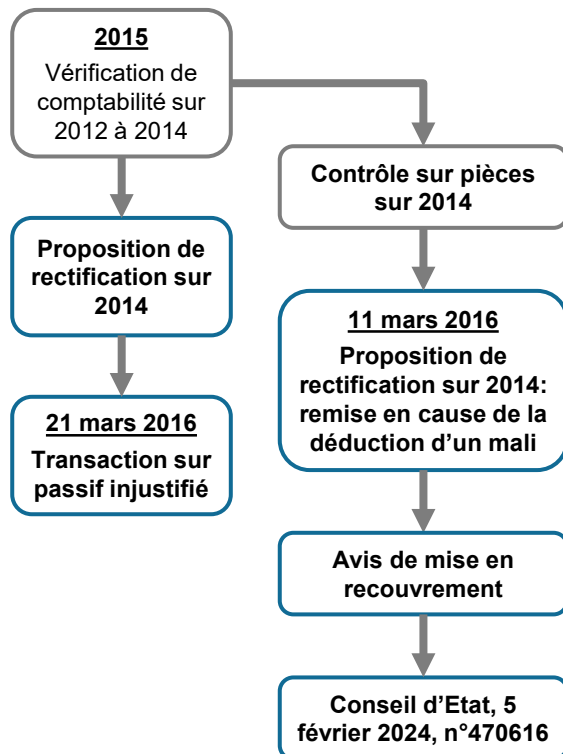 2015
Vérification de
comptabilité sur
2012 à 2014
Proposition de
rectification sur
2014
21 mars 2016
Transaction sur
passif injustifié
Contrôle sur pièces
sur 2014
11 mars 2016
Proposition de
rectification sur 2014:
remise en cause de la
déduction d’un mali
Avis de mise en
recouvrement
Conseil d’Etat, 5
février 2024, n°470616